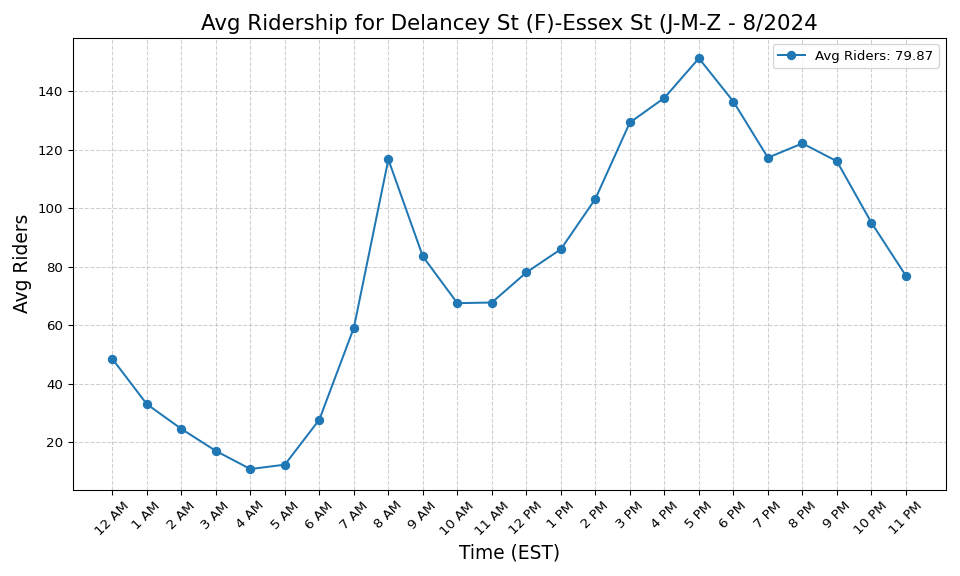 Avg Ridership for Delancey St (F)-Essex St (J-M-Z - 8/2024
Avg Riders: 79.87
Avg Riders
140
120
100
80
60
40
20
12 AM 1 AM 2 AM 3 AM 4 AM 5 AM 6 AM 7 AM 8 AM 9 AM 10 AM 11 AM 12 PM 1 PM 2 PM 3 PM 4 PM 5 PM 6 PM 7 PM 8 PM 9 PM 10 PM 11 PM
Time (EST)